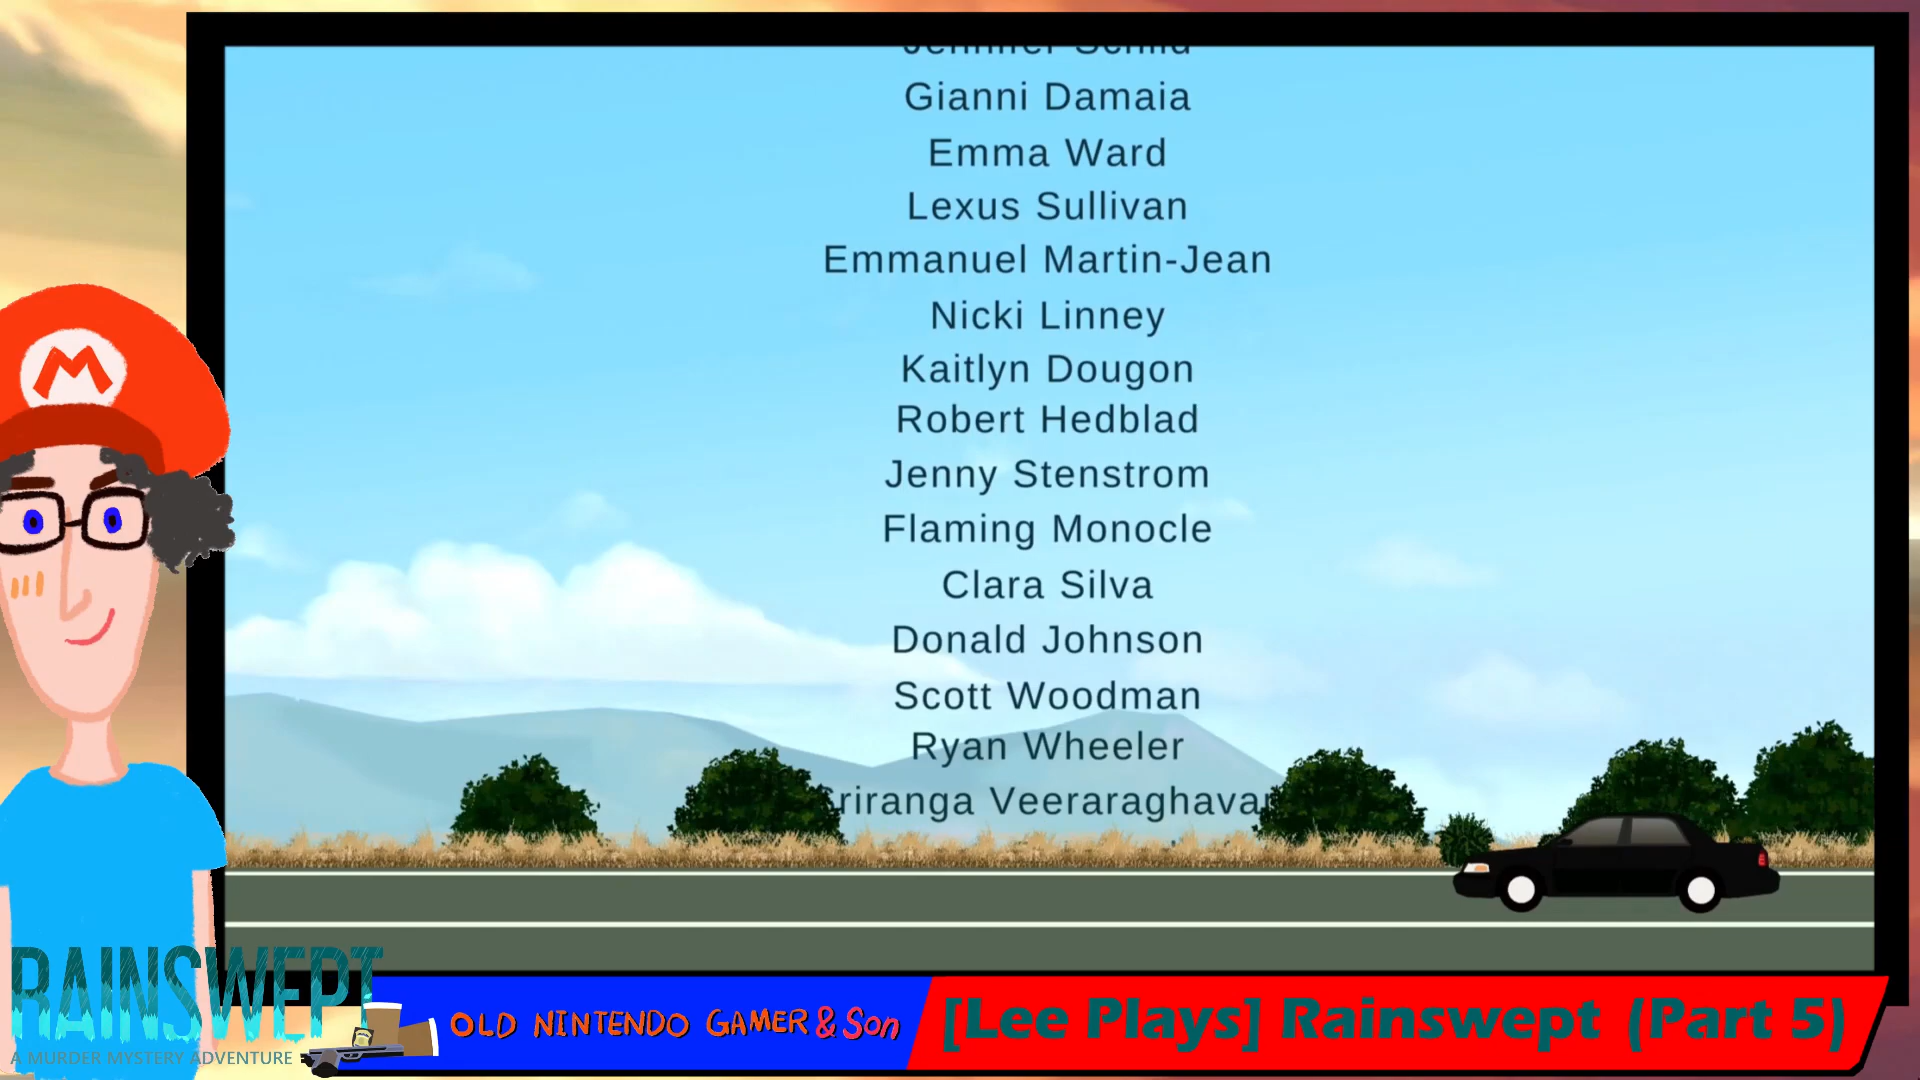 Gianni Damaia
Emma Ward
Lexus Sullivan
Emmanuel Martin-Jean
Nicki Linney
Kaitlyn Dougon
Robert Hedblad
Jenny Stenstrom
Flaming Monocle
Clara Silva
Donald Johnson
Scott Woodman
Ryan Wheeler
M
RAINSWEPT
A MURDER MYSTERY ADVENTURE
OLD NINTENDO GAMER & Son
[Lee Plays] Rainswept (Part 5)